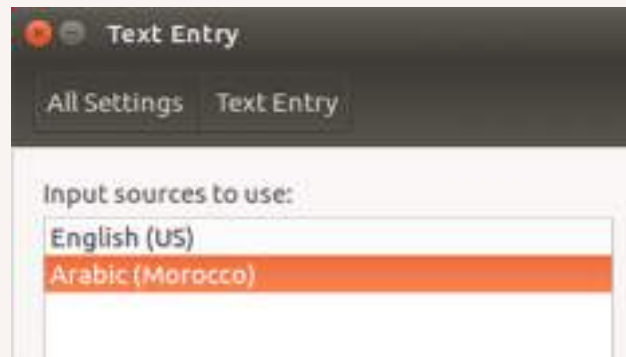 Text Entry
All Settings Text Entry
Input sources to use:
English (US)
Arabic (Morocco)